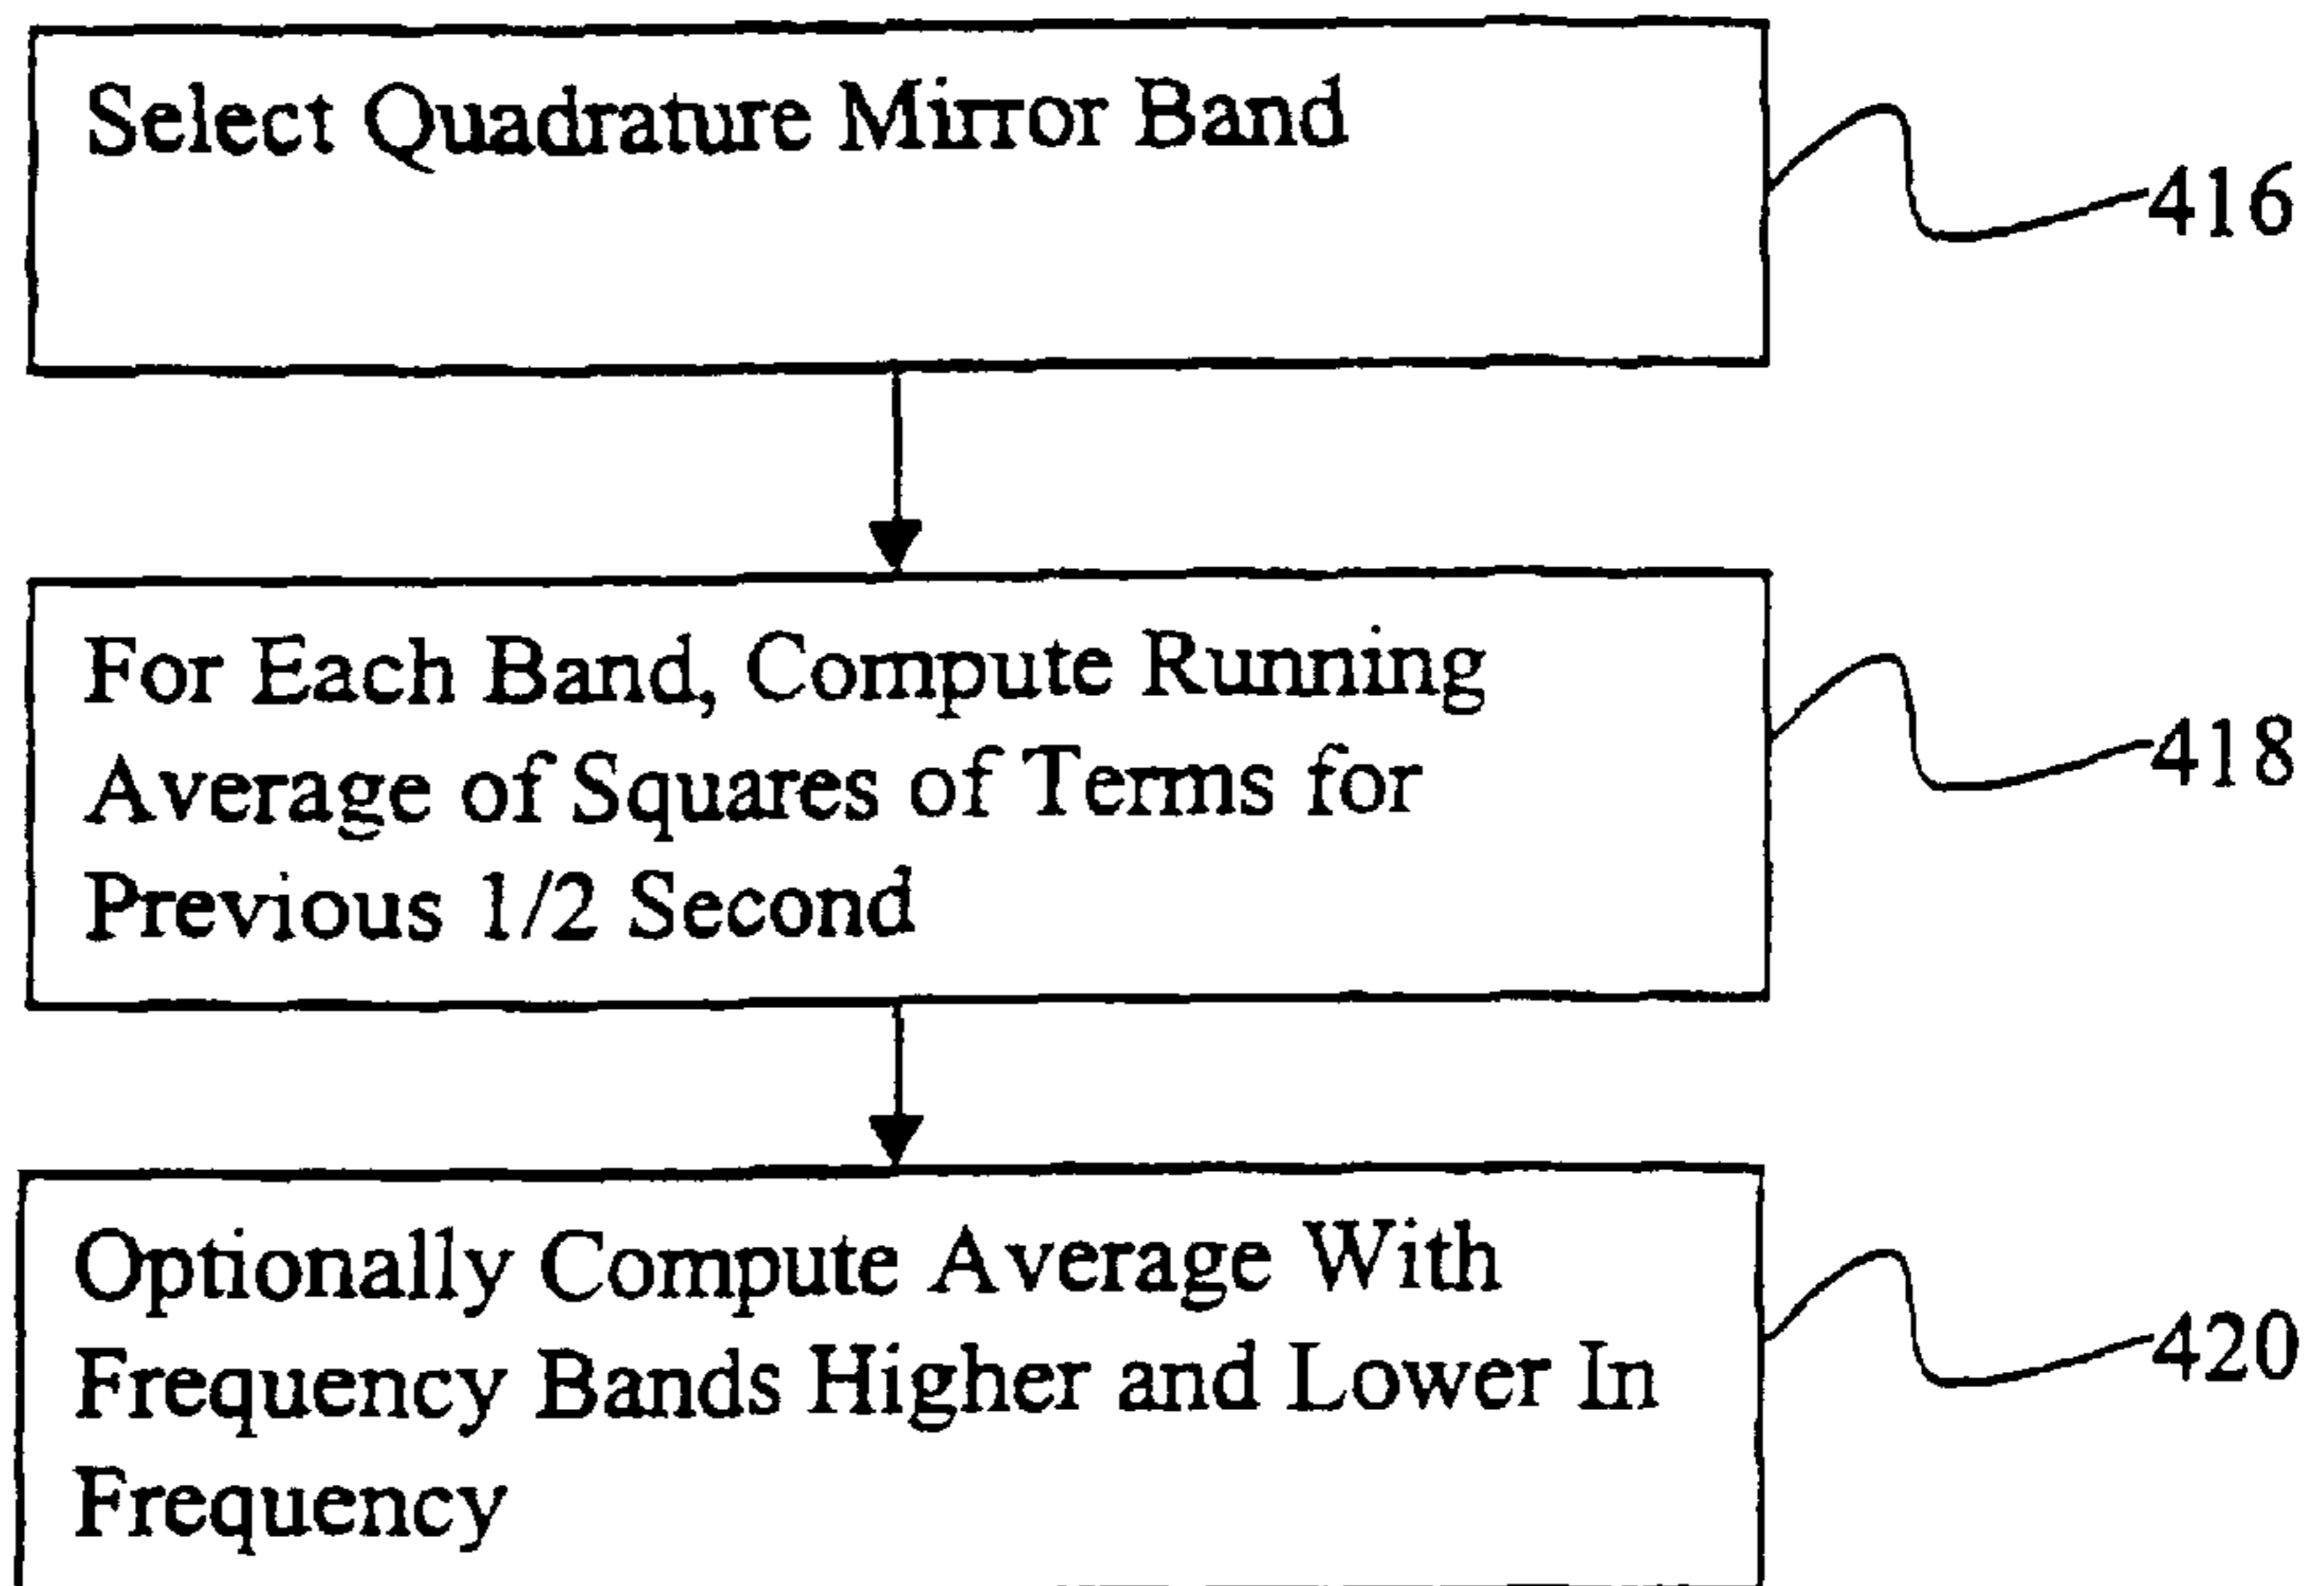 Select Quadrature Mirror Band
416
For Each Band, Compute Running
Average of Squares of Terms for
Previous 1/2 Second
418
Optionally Compute Average With
Frequency Bands Higher and Lower In
Frequency
420